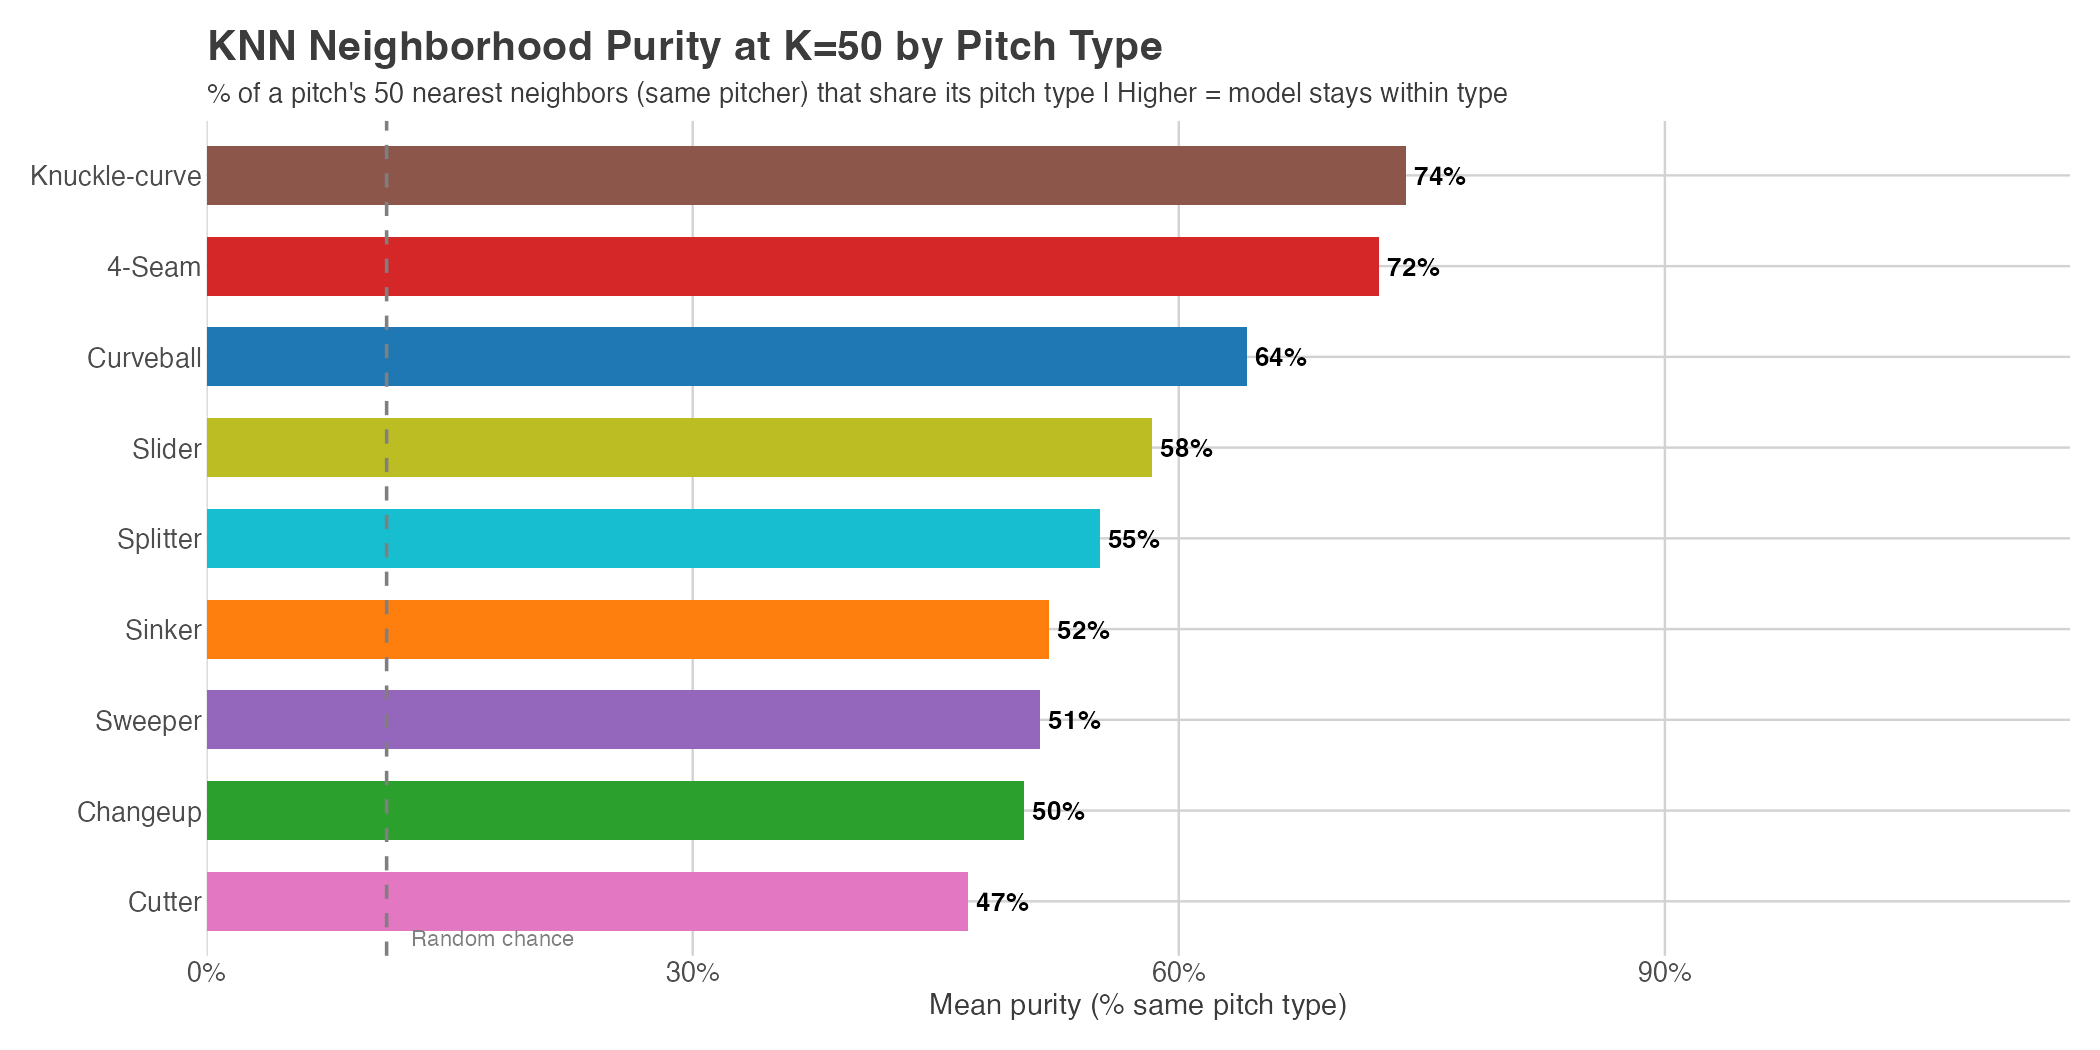 KNN Neighborhood Purity at K=50 by Pitch Type
% of a pitch's 50 nearest neighbors (same pitcher) that share its pitch type | Higher = model stays within type
Knuckle-curve 74%
4-Seam 72%
Curveball 64%
Slider 58%
Splitter 55%
Sinker 52%
Sweeper 51%
Changeup 50%
Cutter 47%
Random chance
0% 30% 60% 90%
Mean purity (% same pitch type)